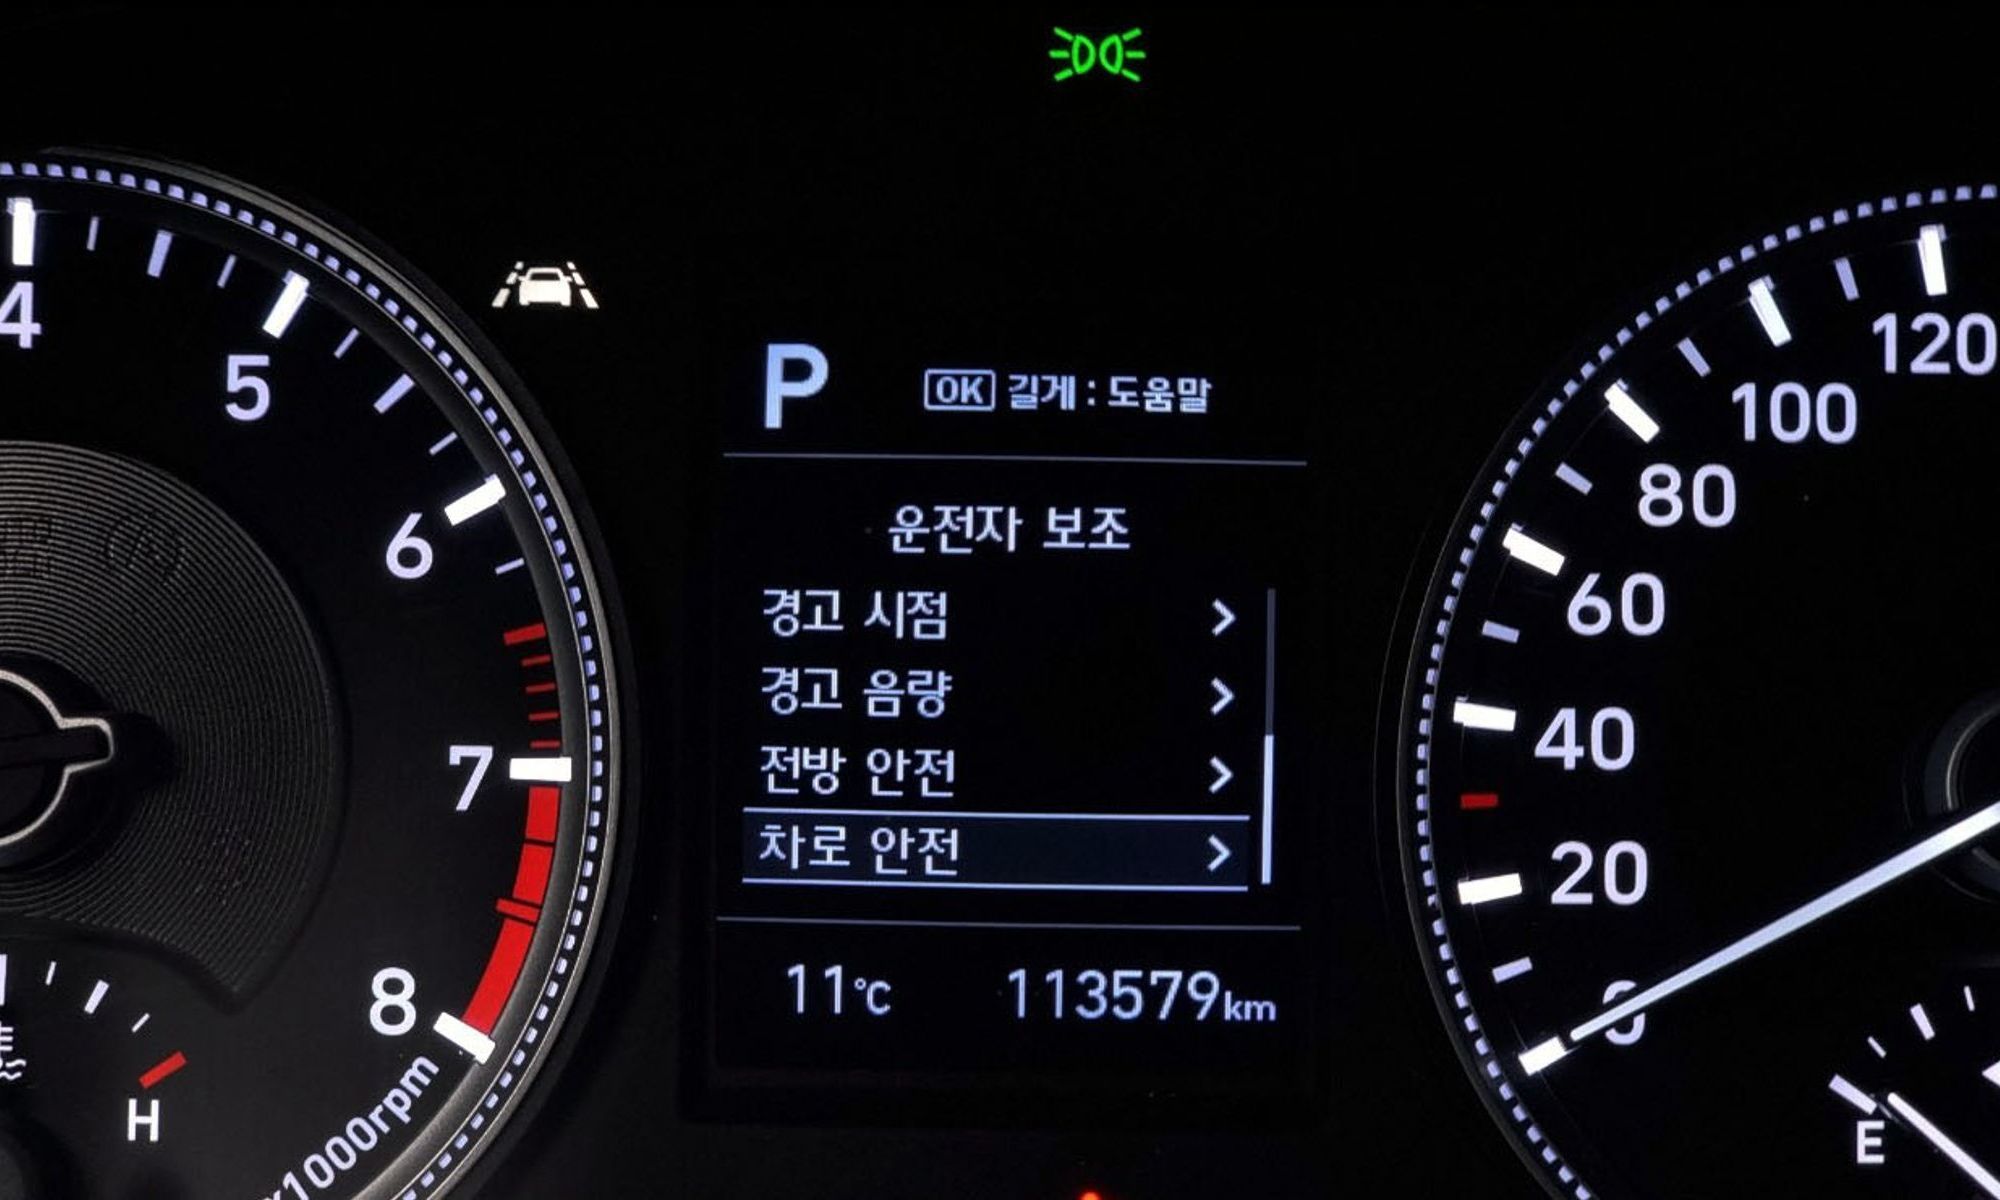 P
OK 길게 : 도움말
운전자 보조
경고 시점
경고 음량
전방 안전
차로 안전
11°C 113579km
4
5
6
7
8
x1000rpm
H
120
100
80
60
40
20
0
E